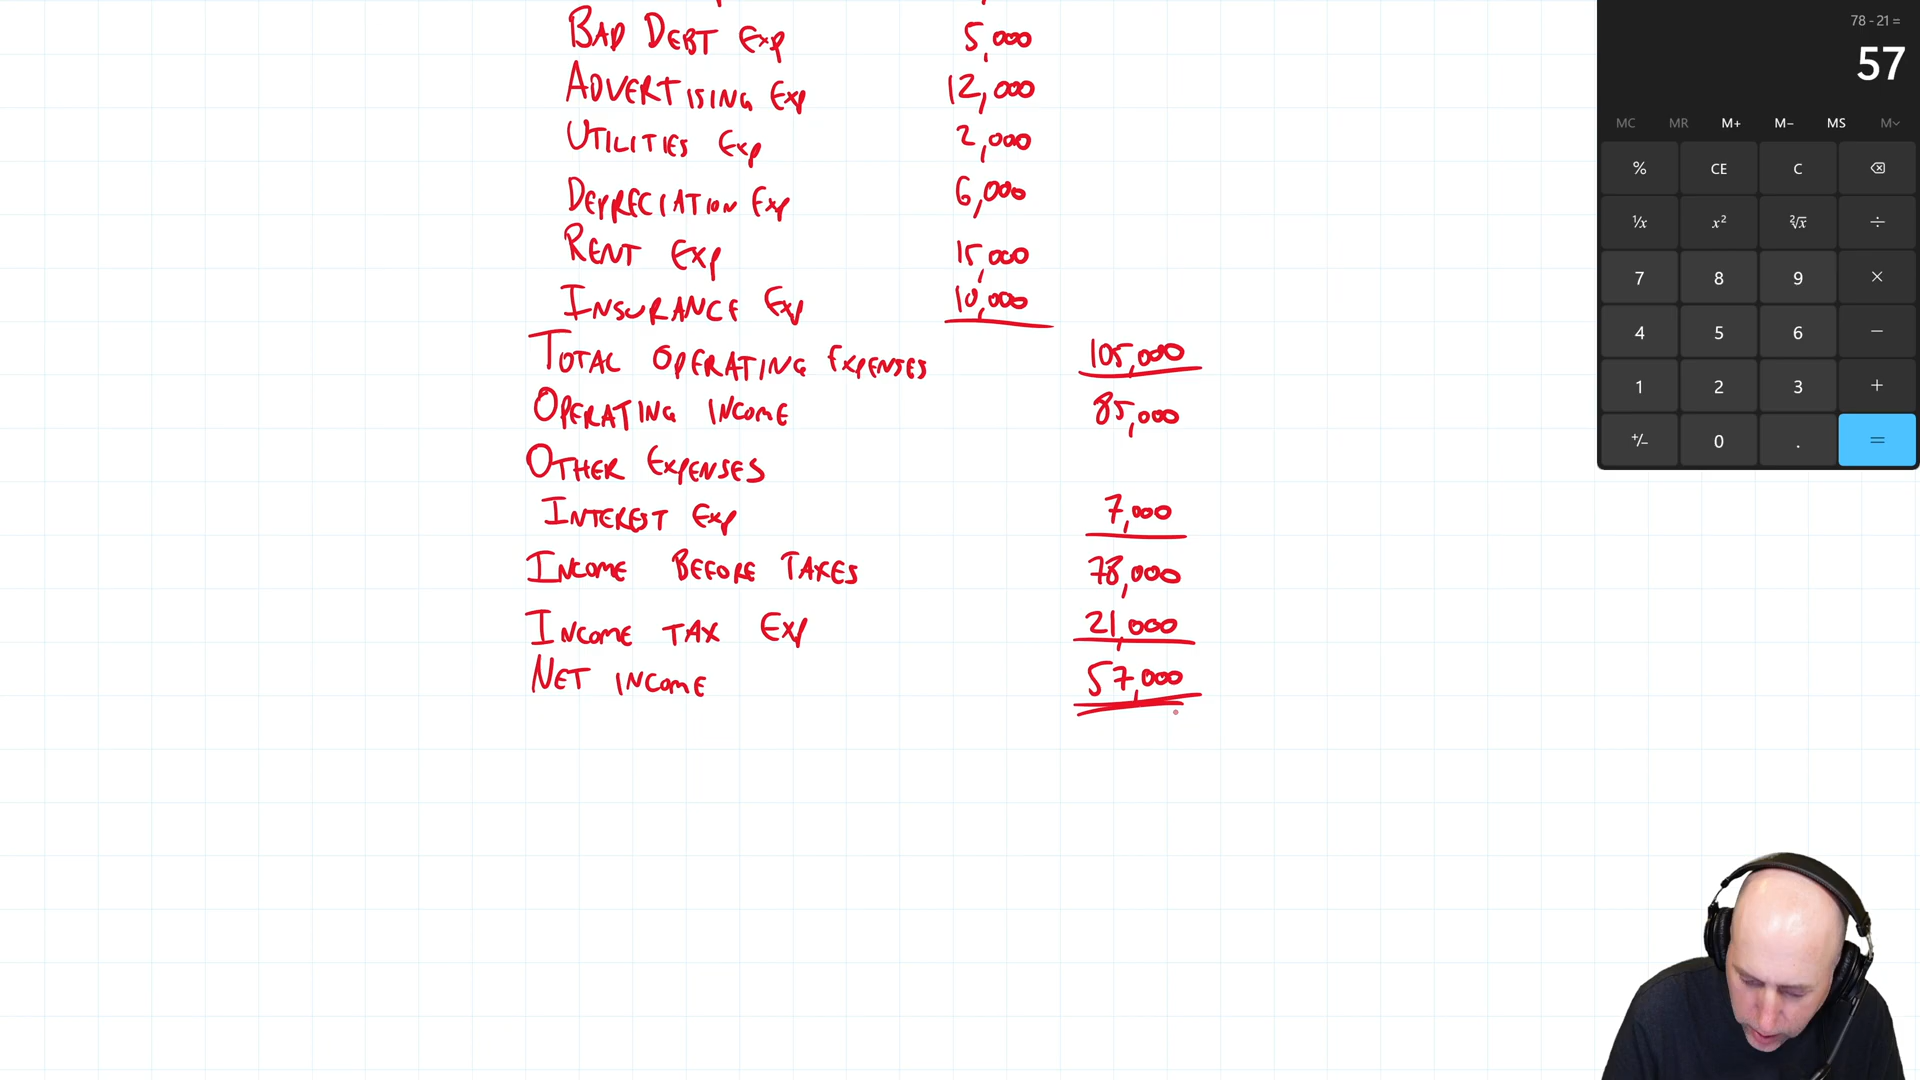 BAD DEBT EXP 5,000
ADVERTISING EXP 12,000
UTILITIES EXP 2,000
DEPRECIATION EXP 6,000
RENT EXP 15,000
INSURANCE EXP 10,000
TOTAL OPERATING EXPENSES 105,000
OPERATING INCOME 85,000
OTHER EXPENSES
INTEREST EXP 7,000
INCOME BEFORE TAXES 78,000
INCOME TAX EXP 21,000
NET INCOME 57,000
78 - 21 =
57
MC MR M+ M− MS M˅
% CE C ⌫
¹/x x² ²√x ÷
7 8 9 ×
4 5 6 −
1 2 3 +
+/− 0 . =